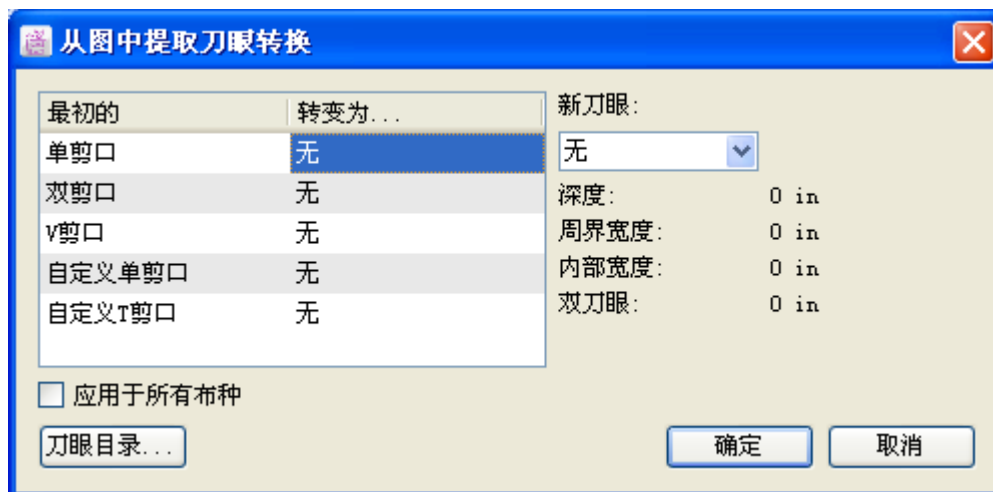 从图中提取刀眼转换
最初的 转变为...
单剪口 无
双剪口 无
V剪口 无
自定义单剪口 无
自定义T剪口 无
新刀眼:
无
深度: 0 in
周界宽度: 0 in
内部宽度: 0 in
双刀眼: 0 in
应用于所有布种
刀眼目录...
确定 取消